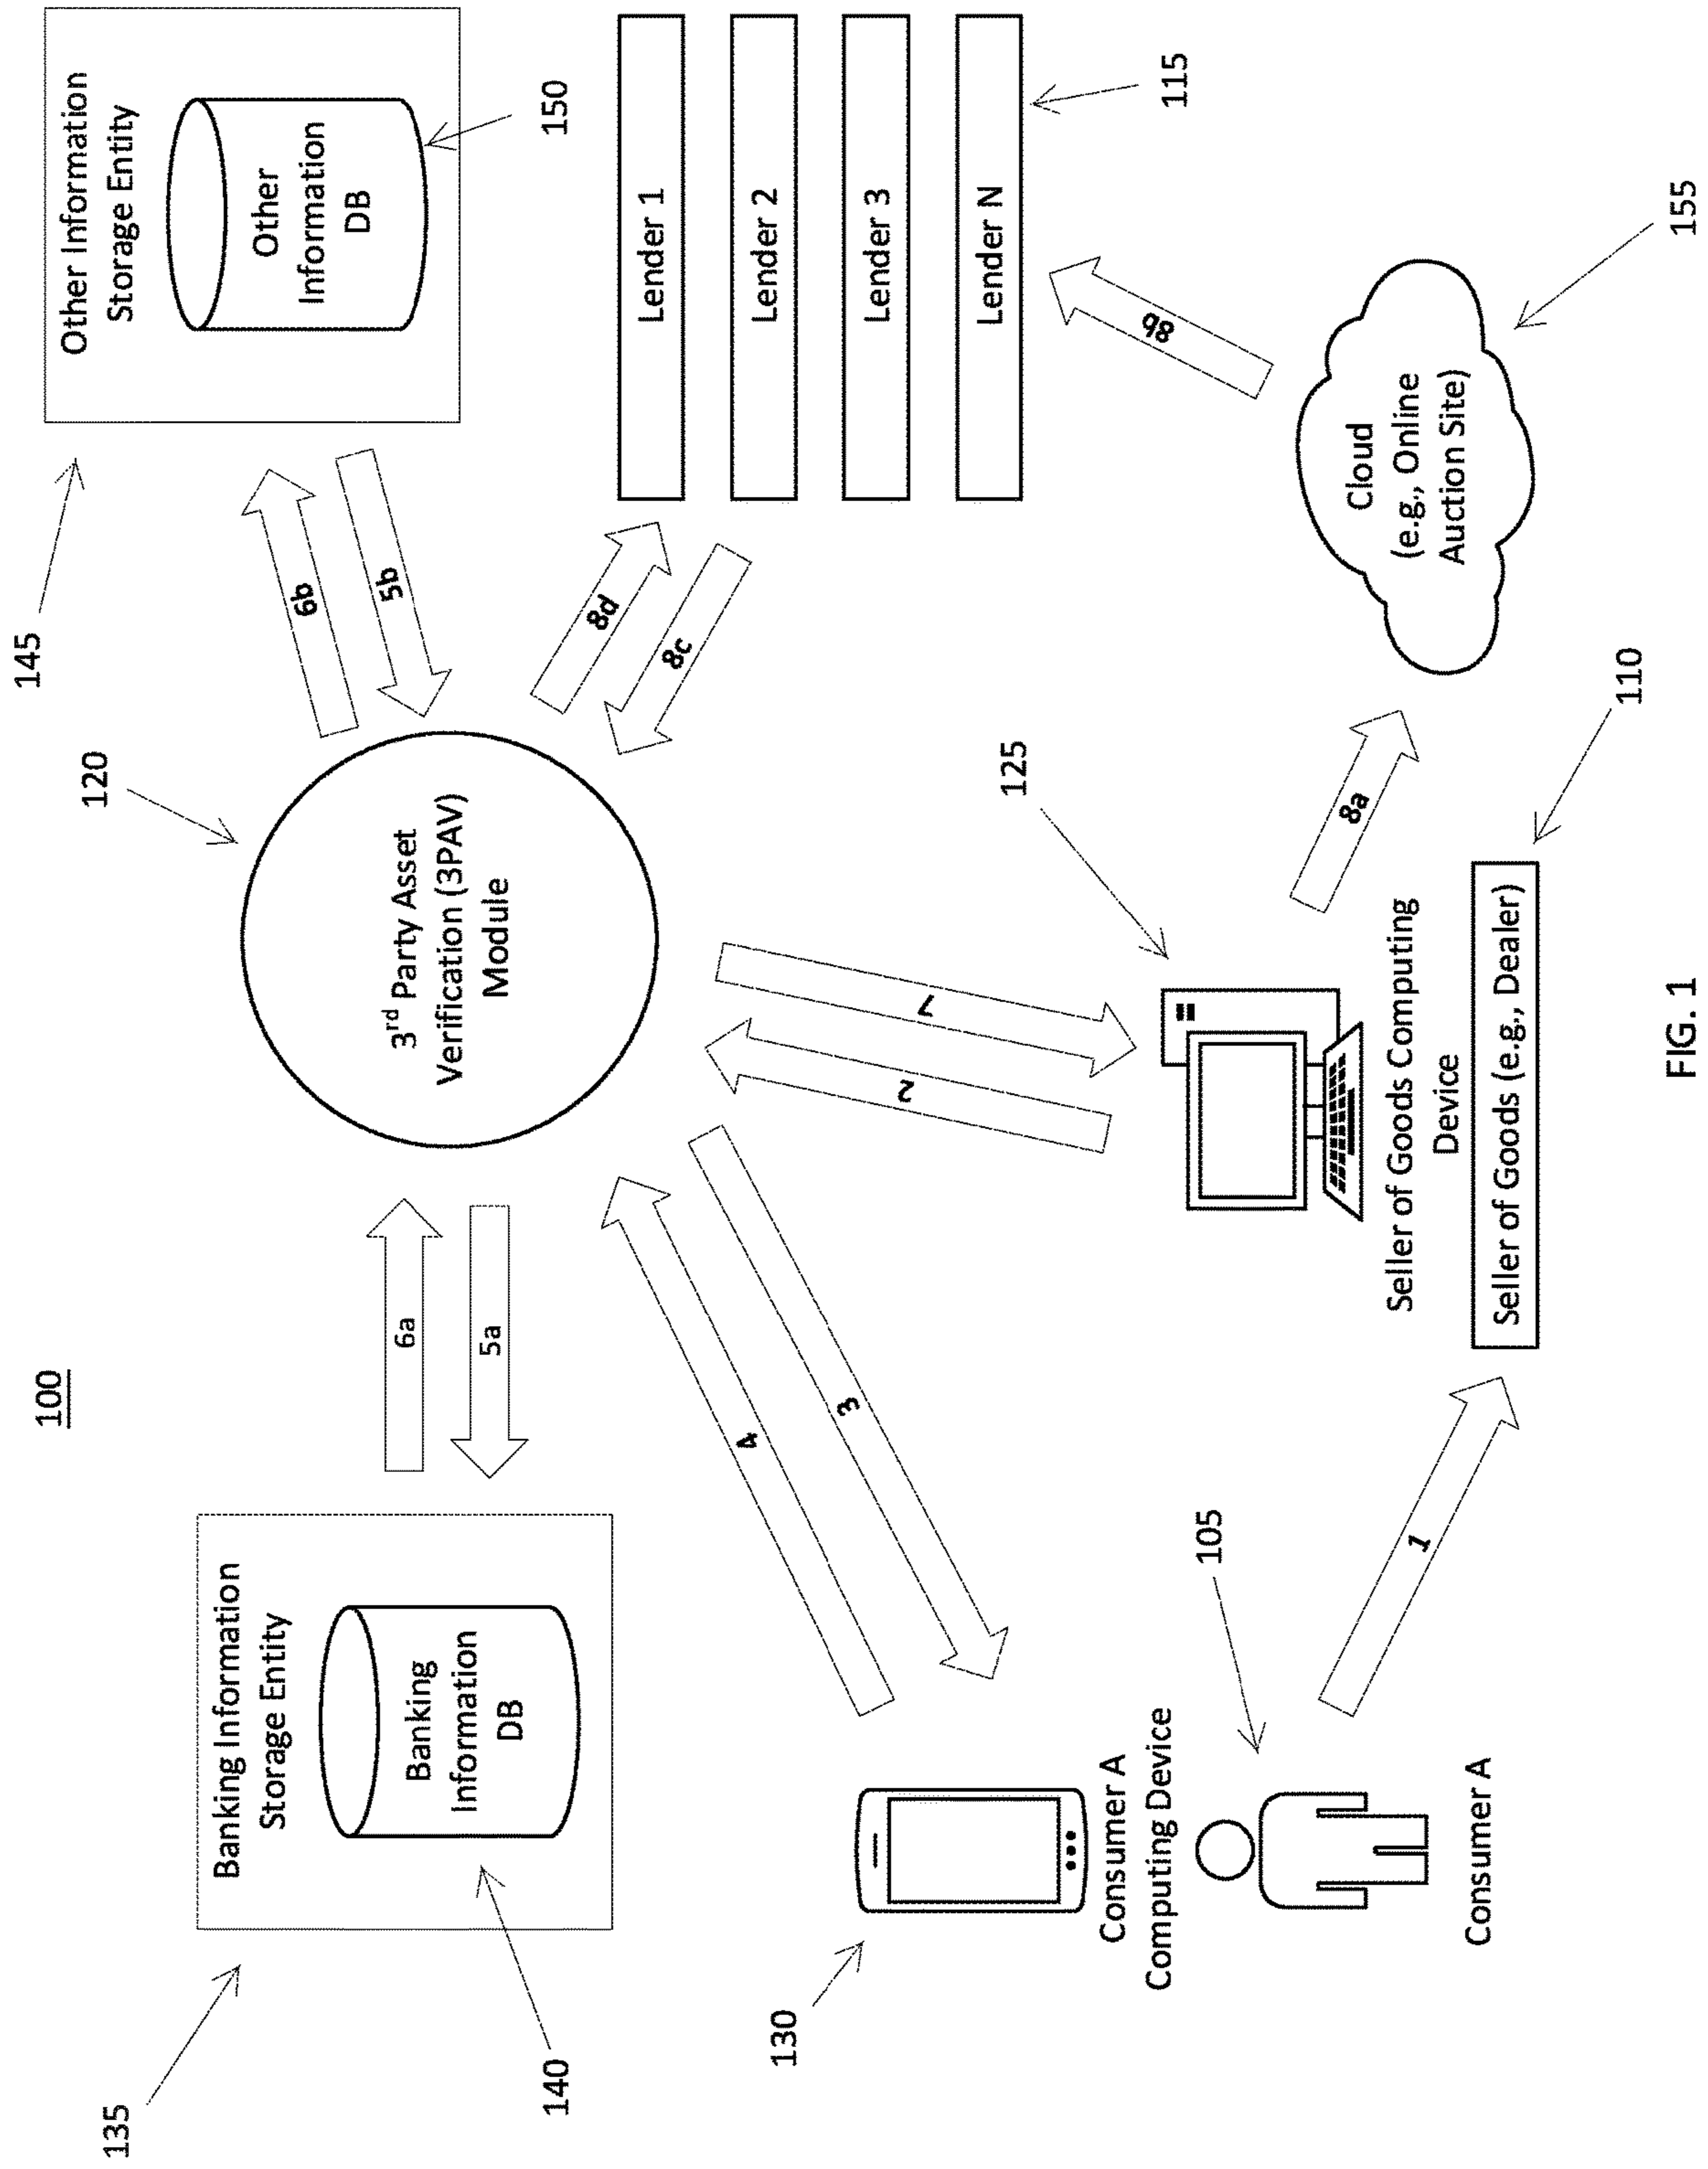 100
135
Banking Information
Storage Entity
Banking
Information
DB
140
6a
5a
120
3rd Party Asset
Verification (3PAV)
Module
145
6b
5b
Other Information
Storage Entity
Other
Information
DB
150
8d
8c
Lender 1
Lender 2
Lender 3
Lender N
115
4
3
2
7
130
Consumer A
Computing Device
105
Consumer A
1
125
Seller of Goods Computing
Device
Seller of Goods (e.g., Dealer)
110
8a
8b
Cloud
(e.g., Online
Auction Site)
155
FIG. 1